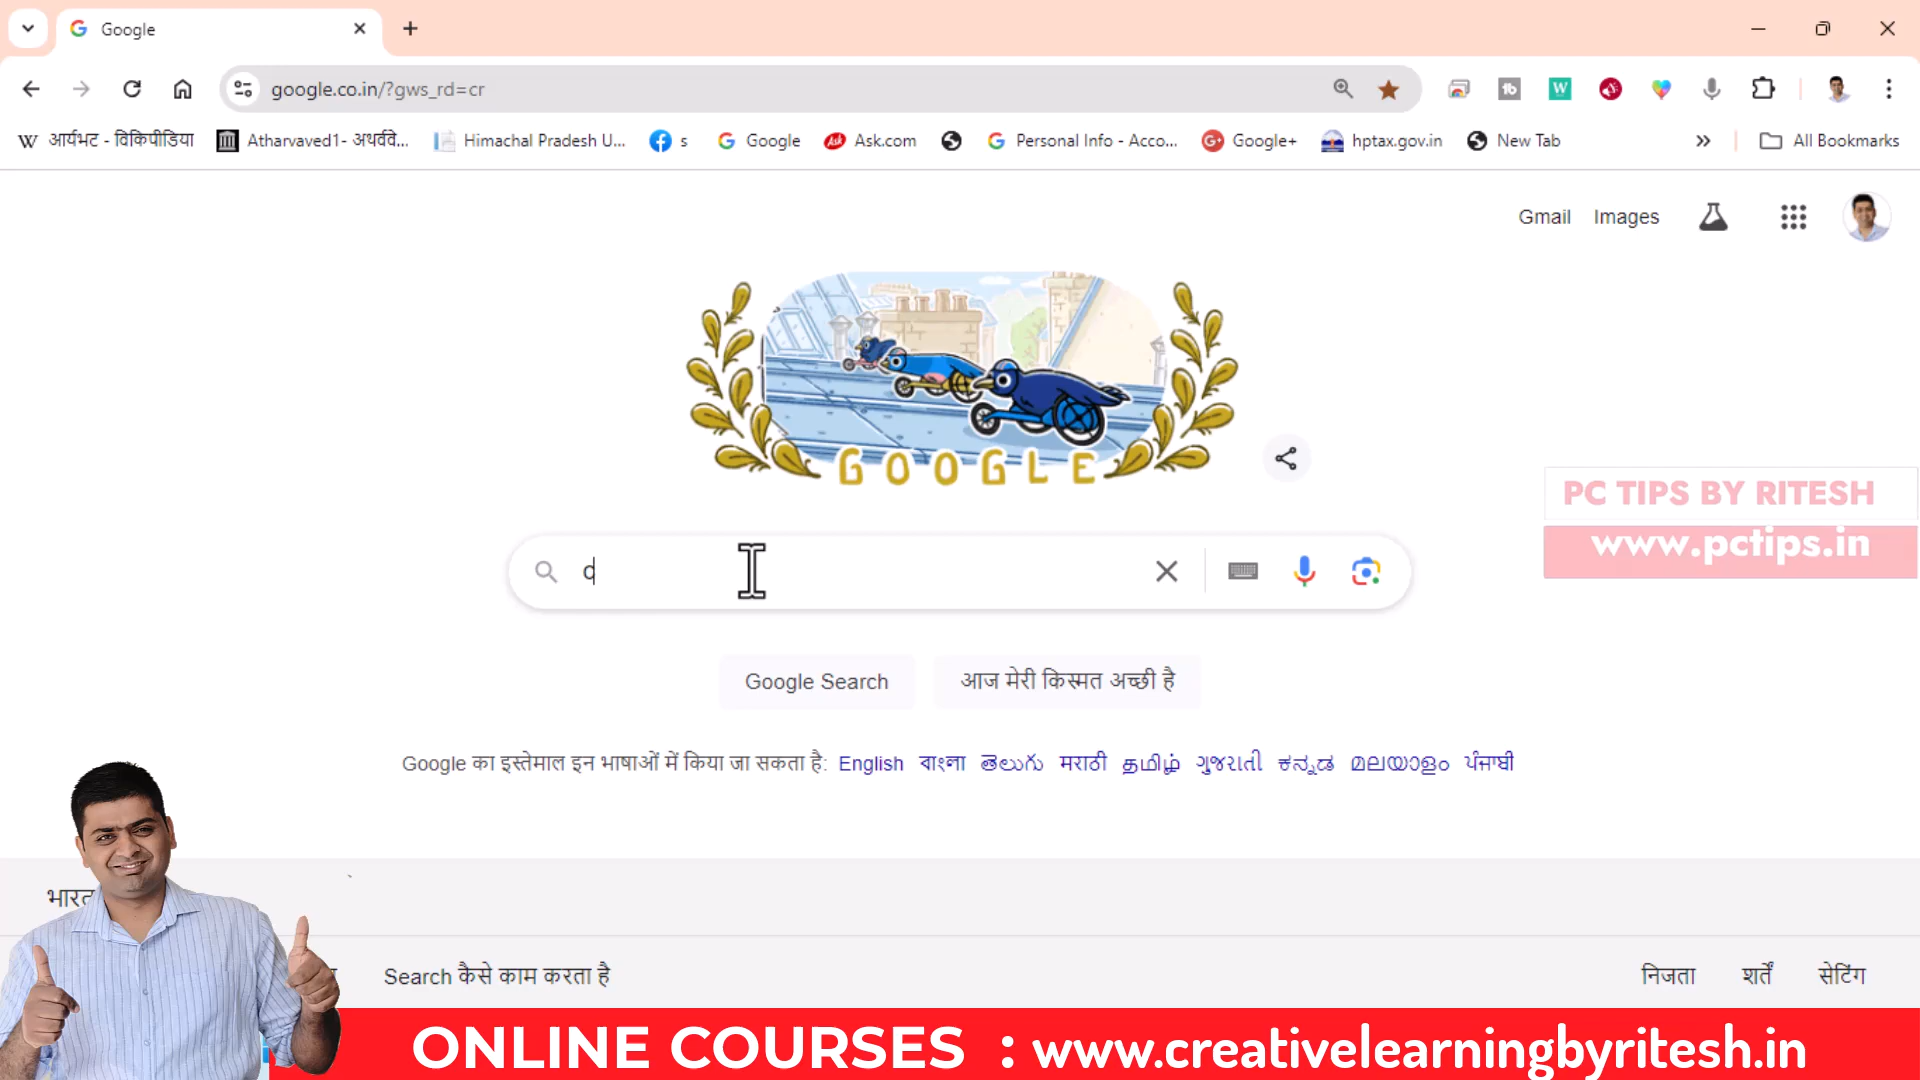 Google
google.co.in/?gws_rd=cr
W आर्यभट - विकिपीडिया Atharvaved1- अथर्ववे... Himachal Pradesh U... s Google Ask.com Personal Info - Acco... Google+ hptax.gov.in New Tab » All Bookmarks
Gmail Images
GOOGLE
PC TIPS BY RITESH
www.pctips.in
c
Google Search आज मेरी किस्मत अच्छी है
Google का इस्तेमाल इन भाषाओं में किया जा सकता है: English বাংলা తెలుగు मराठी தமிழ் ગુજરાતી ಕನ್ನಡ മലയാളം ਪੰਜਾਬੀ
Search कैसे काम करता है निजता शर्तें सेटिंग
ONLINE COURSES : www.creativelearningbyritesh.in